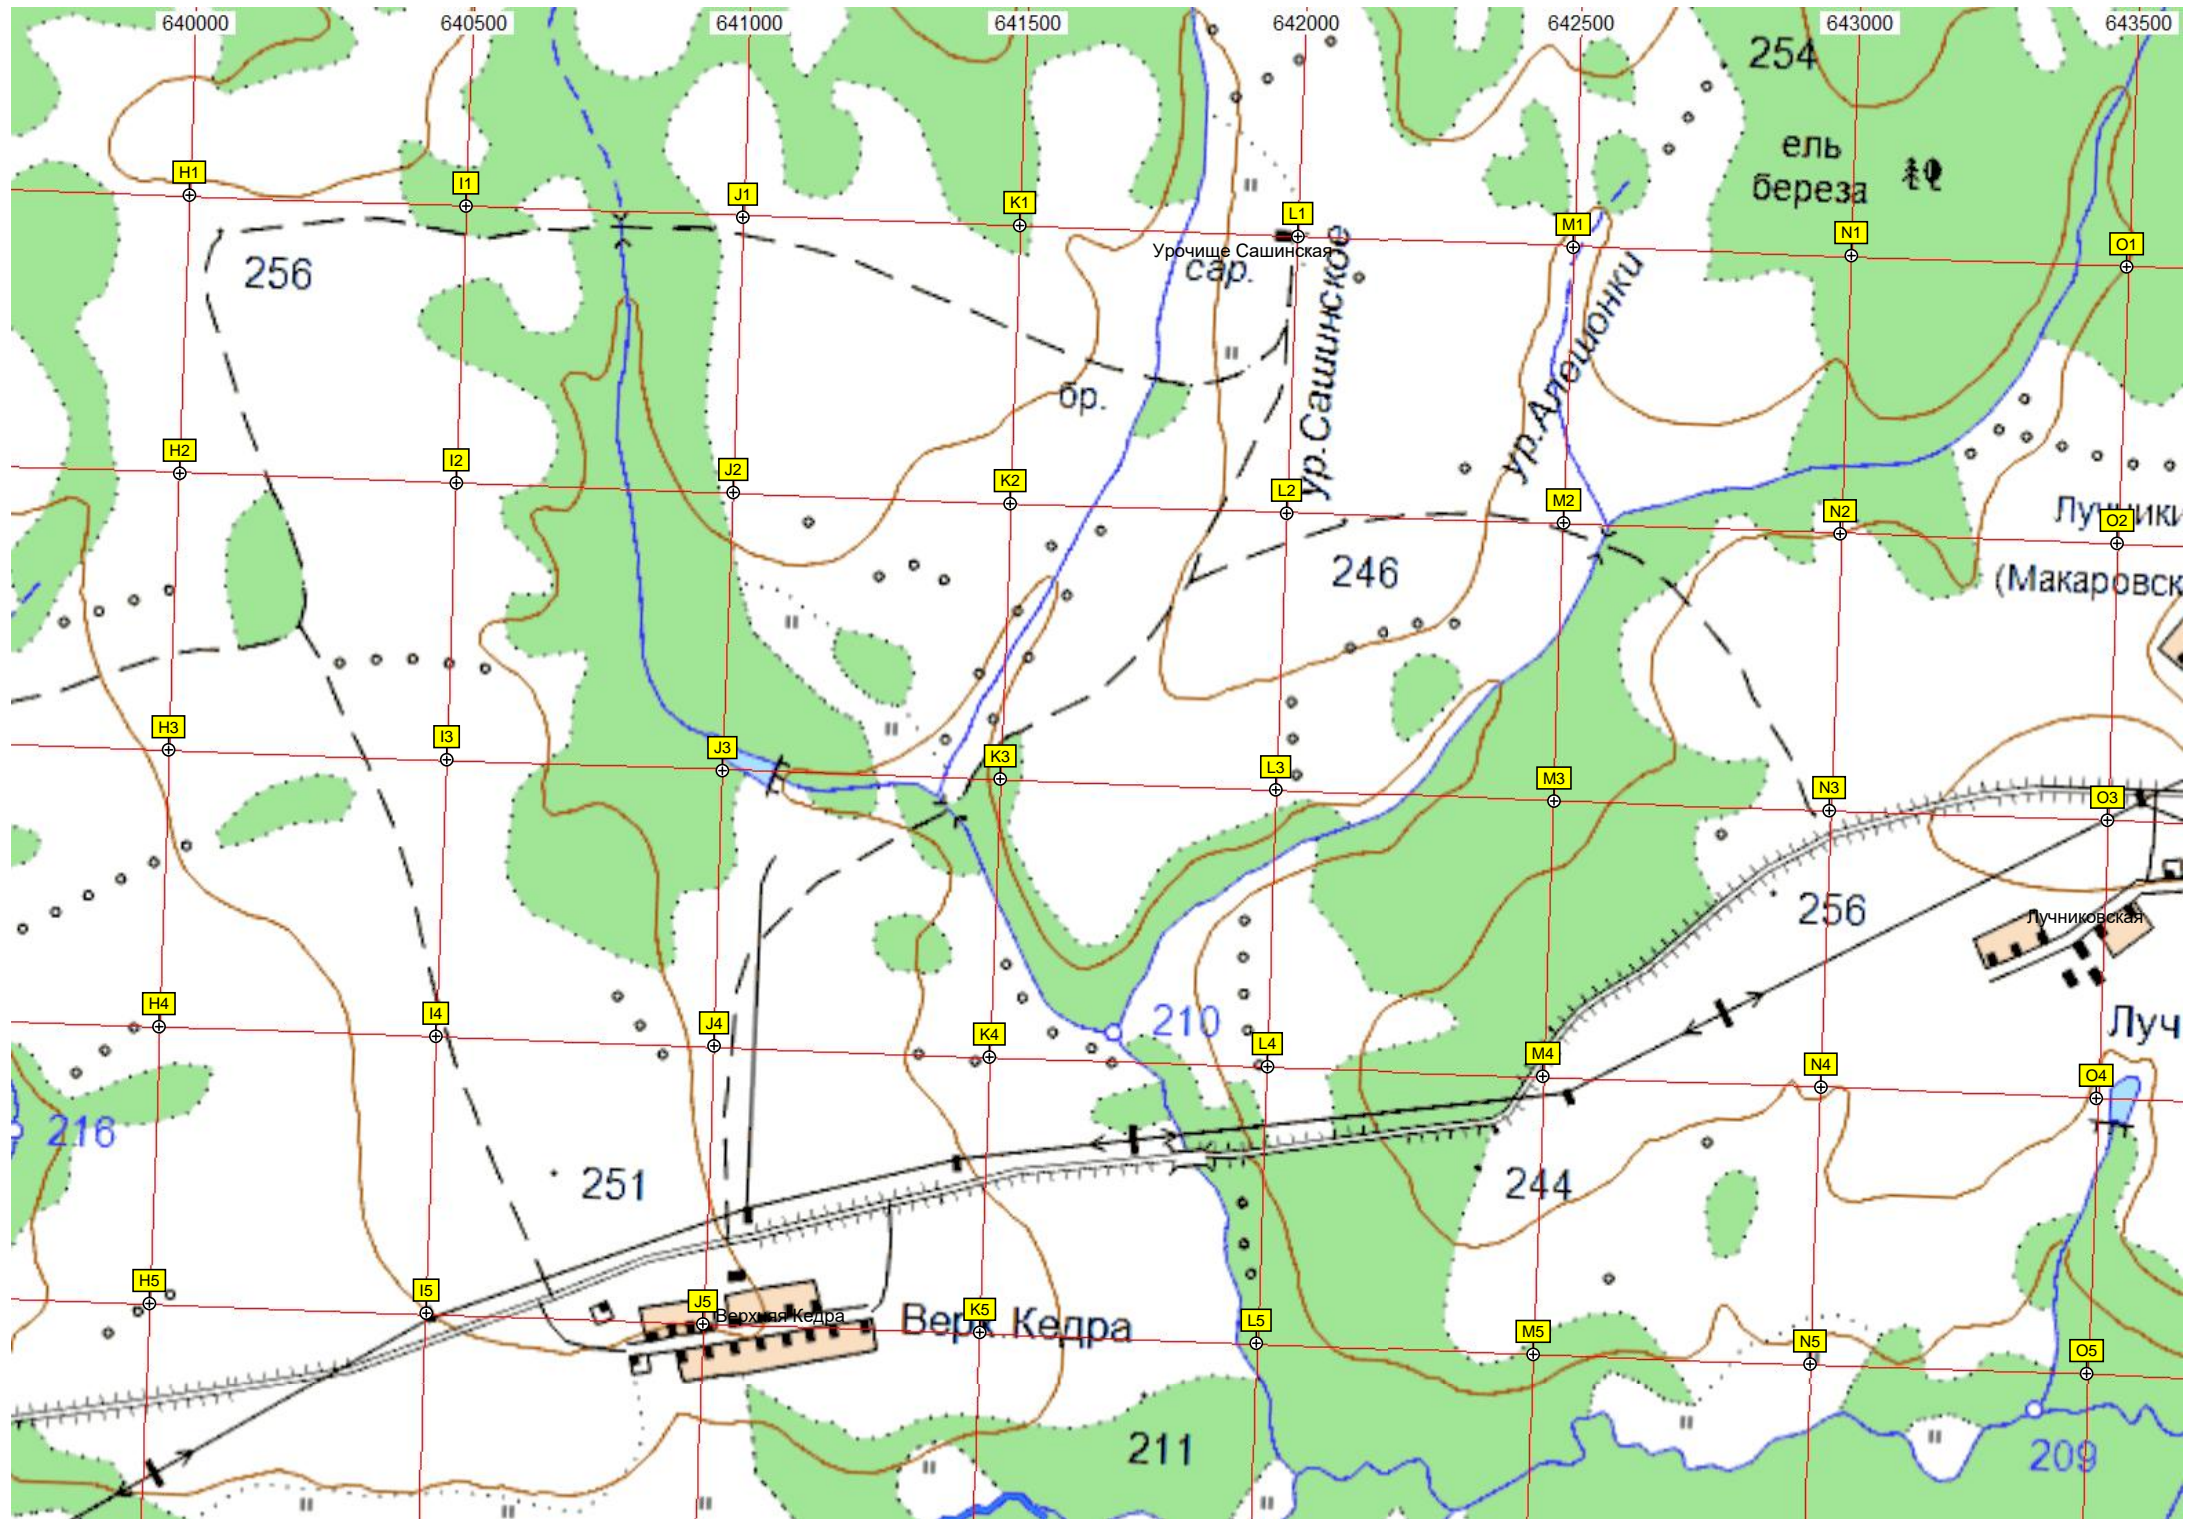 640000 640500 641000 641500 642000 642500 643000 643500
254
ель
береза
H1 I1 J1 K1 L1 M1 N1 O1
256
Урочище Сашинская
сар.
ур.Сашинское
ур.Алешионки
ор.
H2 I2 J2 K2 L2 M2 N2 O2
246
(Макаровск
H3 I3 J3 K3 L3 M3 N3 O3
256
Лучниковская
210
Луч
H4 I4 J4 K4 L4 M4 N4 O4
216
251
244
H5 I5 J5 K5 L5 M5 N5 O5
Верхняя Кедра
Верх.Кедра
211
209